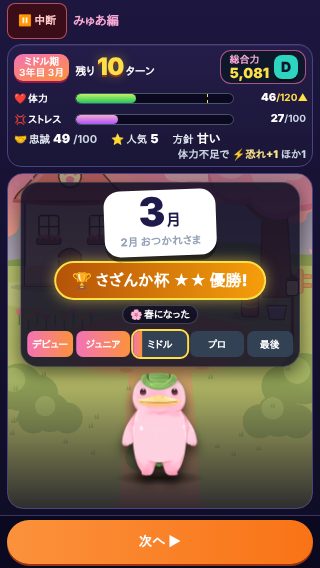 中断
みゅあ編
ミドル期
3年目 3月
残り10ターン
総合力
5,081 D
体力 46/120▲
ストレス 27/100
忠誠 49 /100 人気 5 方針 甘い
体力不足で ⚡恐れ+1 ほか1
3月
2月 おつかれさま
🏆 さざんか杯 ★★ 優勝!
🌸 春になった
デビュー ジュニア ミドル プロ 最後
次へ ▶